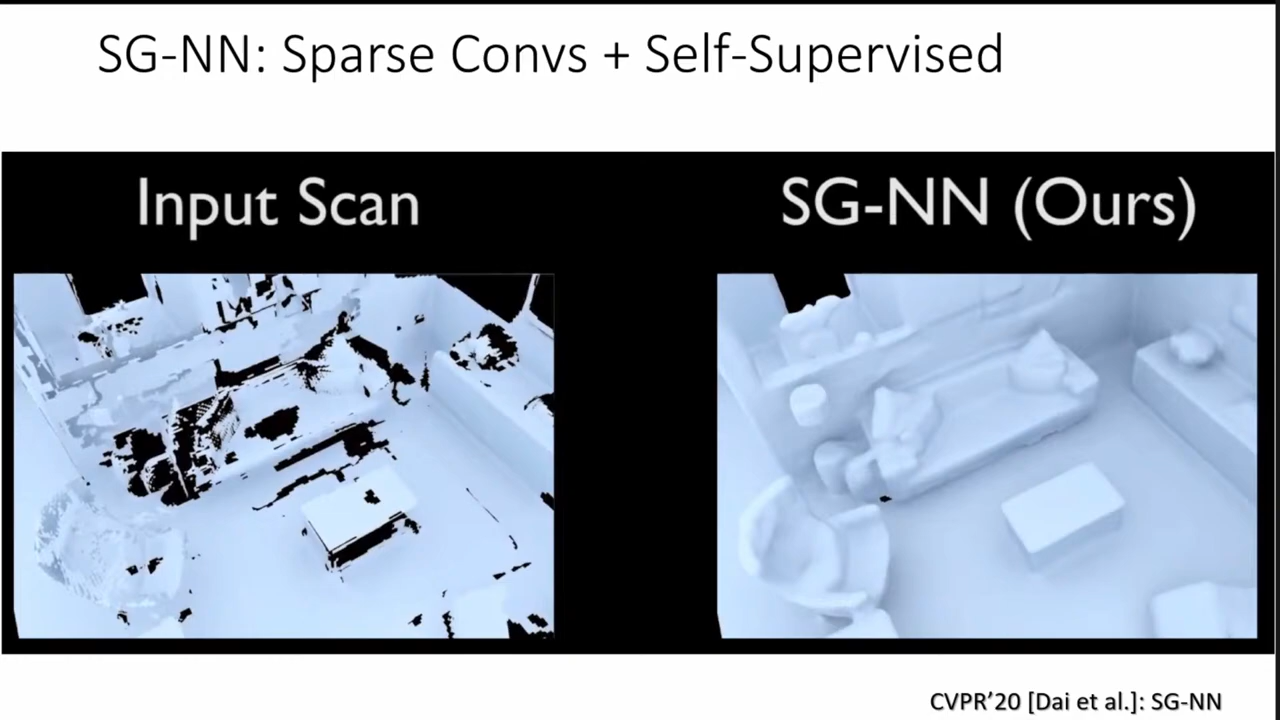 SG-NN: Sparse Convs + Self-Supervised
Input Scan
SG-NN (Ours)
CVPR’20 [Dai et al.]: SG-NN